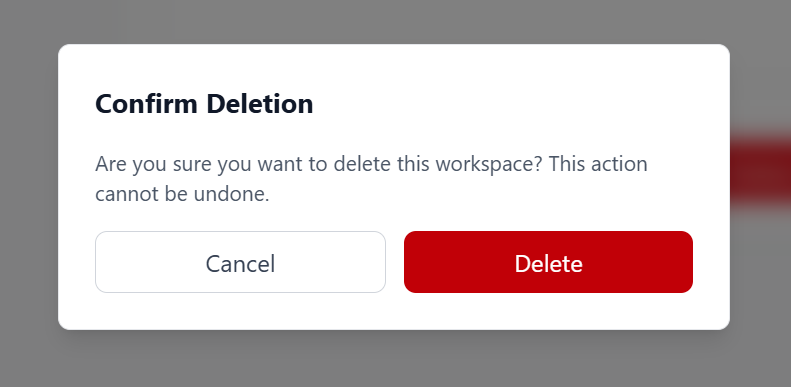 Confirm Deletion
Are you sure you want to delete this workspace? This action
cannot be undone.
Cancel
Delete